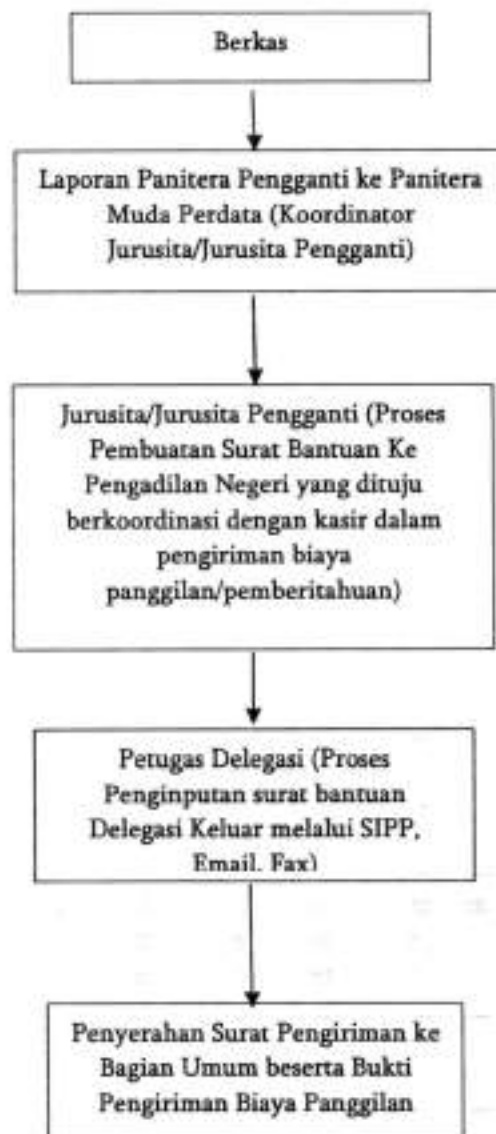 Berkas
Laporan Panitera Pengganti ke Panitera
Muda Perdata (Koordinator
Jurusita/Jurusita Pengganti)
Jurusita/Jurusita Pengganti (Proses
Pembuatan Surat Bantuan Ke
Pengadilan Negeri yang dituju
berkoordinasi dengan kasir dalam
pengiriman biaya
panggilan/pemberitahuan)
Petugas Delegasi (Proses
Penginputan surat bantuan
Delegasi Keluar melalui SIPP,
Email, Fax)
Penyerahan Surat Pengiriman ke
Bagian Umum beserta Bukti
Pengiriman Biaya Panggilan